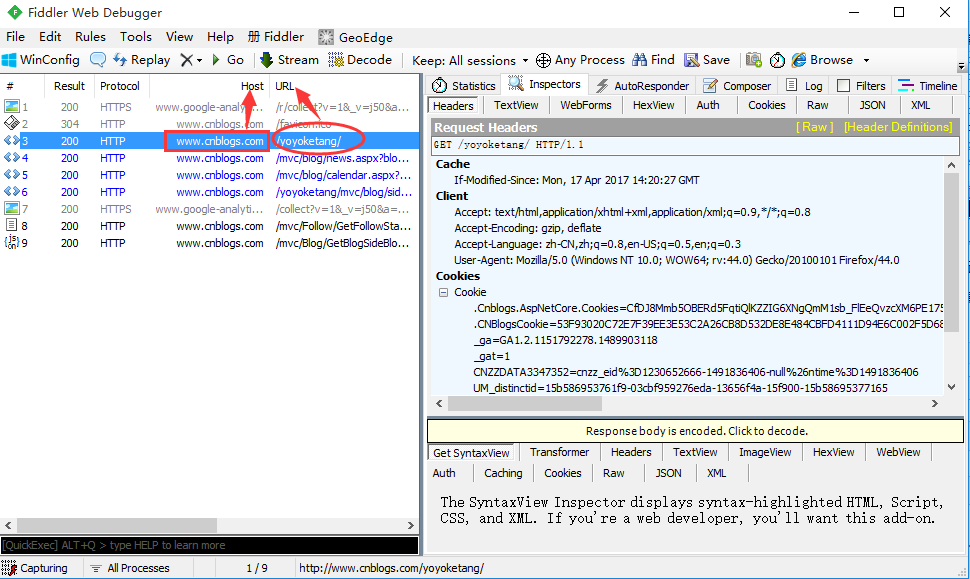 Fiddler Web Debugger
File Edit Rules Tools View Help Fiddler GeoEdge
WinConfig Replay Go Stream Decode Keep: All sessions Any Process Find Save Browse
# Result Protocol Host URL
1 200 HTTPS www.google-analyti... /r/collect?v=1&_v=j50&a=...
2 304 HTTP www.cnblogs.com /favicon.ico
3 200 HTTP www.cnblogs.com /yoyoketang/
4 200 HTTP www.cnblogs.com /mvc/blog/news.aspx?blo...
5 200 HTTP www.cnblogs.com /mvc/blog/calendar.aspx?...
6 200 HTTP www.cnblogs.com /yoyoketang/mvc/blog/sid...
7 200 HTTPS www.google-analyti... /collect?v=1&_v=j50&a=...
8 200 HTTP www.cnblogs.com /mvc/Follow/GetFollowSta...
{js on} 9 200 HTTP www.cnblogs.com /mvc/Blog/GetBlogSideBlo...
[QuickExec] ALT+Q > type HELP to learn more
Statistics Inspectors AutoResponder Composer Log Filters Timeline
Headers TextView WebForms HexView Auth Cookies Raw JSON XML
Request Headers [ Raw ] [Header Definitions]
GET /yoyoketang/ HTTP/1.1
Cache
If-Modified-Since: Mon, 17 Apr 2017 14:20:27 GMT
Client
Accept: text/html,application/xhtml+xml,application/xml;q=0.9,*/*;q=0.8
Accept-Encoding: gzip, deflate
Accept-Language: zh-CN,zh;q=0.8,en-US;q=0.5,en;q=0.3
User-Agent: Mozilla/5.0 (Windows NT 10.0; WOW64; rv:44.0) Gecko/20100101 Firefox/44.0
Cookies
Cookie
.Cnblogs.AspNetCore.Cookies=CfDJ8Mmb5OBERd5FqtiQlKZZIG6XNgQmM1sb_FlEeQvzcXM6PE175
.CNBlogsCookie=53F93020C72E7F39EE3E53C2A26CB8D532DE8E484CBFD4111D94E6C002F5D68
_ga=GA1.2.1151792278.1489903118
_gat=1
CNZZDATA3347352=cnzz_eid%3D1230652666-1491836406-null%26ntime%3D1491836406
UM_distinctid=15b586953761f9-03cbf959276eda-13656f4a-15f900-15b58695377165
Response body is encoded. Click to decode.
Get SyntaxView Transformer Headers TextView ImageView HexView WebView
Auth Caching Cookies Raw JSON XML
The SyntaxView Inspector displays syntax-highlighted HTML, Script,
CSS, and XML. If you're a web developer, you'll want this add-on.
Capturing All Processes 1 / 9 http://www.cnblogs.com/yoyoketang/